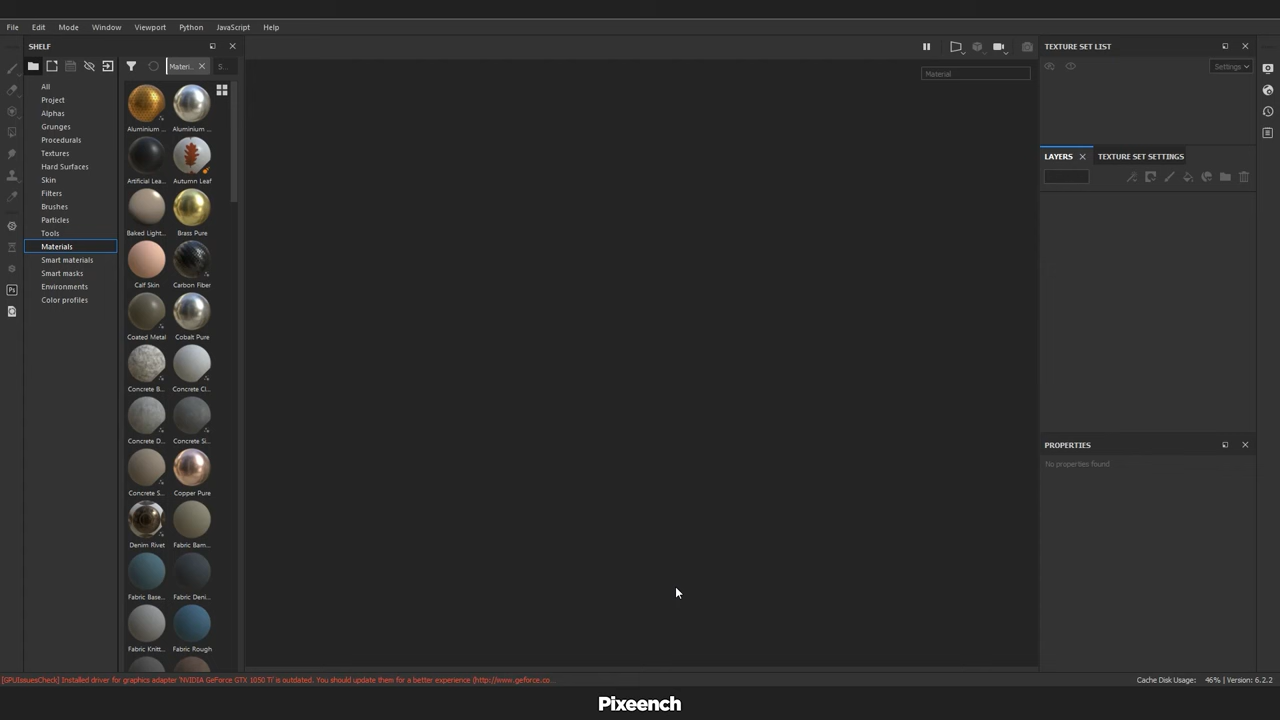 File Edit Mode Window Viewport Python JavaScript Help
SHELF
Materi... S...
All
Project
Alphas
Grunges
Procedurals
Textures
Hard Surfaces
Skin
Filters
Brushes
Particles
Tools
Materials
Smart materials
Smart masks
Environments
Color profiles
Aluminium ... Aluminium ...
Artificial Lea... Autumn Leaf
Baked Light... Brass Pure
Calf Skin Carbon Fiber
Coated Metal Cobalt Pure
Concrete B... Concrete Cl...
Concrete D... Concrete Si...
Concrete S... Copper Pure
Denim Rivet Fabric Bam...
Fabric Base... Fabric Deni...
Fabric Knitt... Fabric Rough
Material
TEXTURE SET LIST
Settings
LAYERS TEXTURE SET SETTINGS
PROPERTIES
No properties found
Ps
[GPUIssuesCheck] Installed driver for graphics adapter 'NVIDIA GeForce GTX 1050 Ti' is outdated. You should update them for a better experience (http://www.geforce.co...
Cache Disk Usage: 46% | Version: 6.2.2
Pixeench